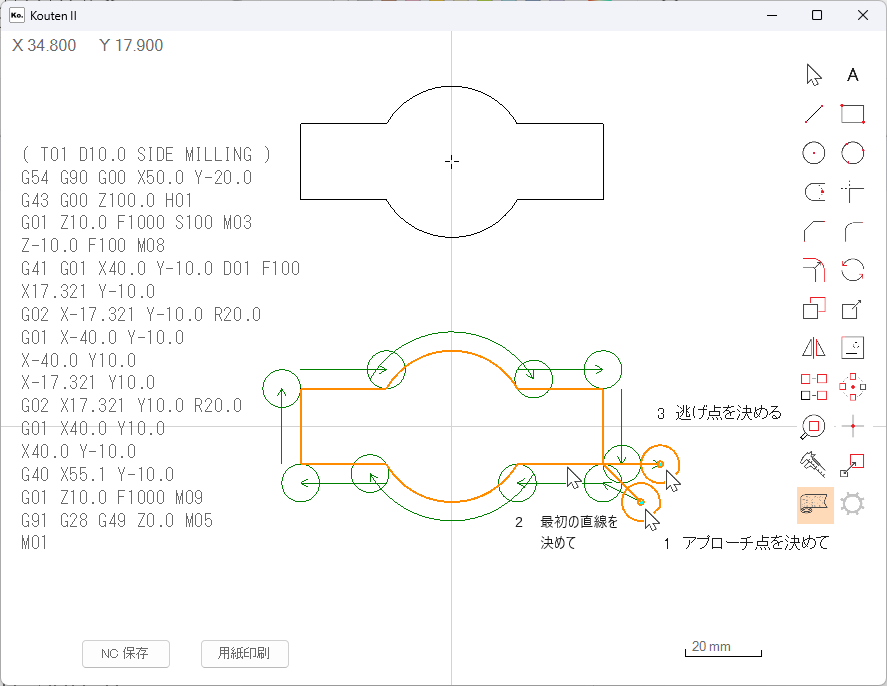 Ko. Kouten II
X 34.800 Y 17.900
A
( T01 D10.0 SIDE MILLING )
G54 G90 G00 X50.0 Y-20.0
G43 G00 Z100.0 H01
G01 Z10.0 F1000 S100 M03
Z-10.0 F100 M08
G41 G01 X40.0 Y-10.0 D01 F100
X17.321 Y-10.0
G02 X-17.321 Y-10.0 R20.0
G01 X-40.0 Y-10.0
X-40.0 Y10.0
X-17.321 Y10.0
G02 X17.321 Y10.0 R20.0
G01 X40.0 Y10.0
X40.0 Y-10.0
G40 X55.1 Y-10.0
G01 Z10.0 F1000 M09
G91 G28 G49 Z0.0 M05
M01
3 逃げ点を決める
2 最初の直線を
決めて
1 アプローチ点を決めて
NC 保存
用紙印刷
20 mm